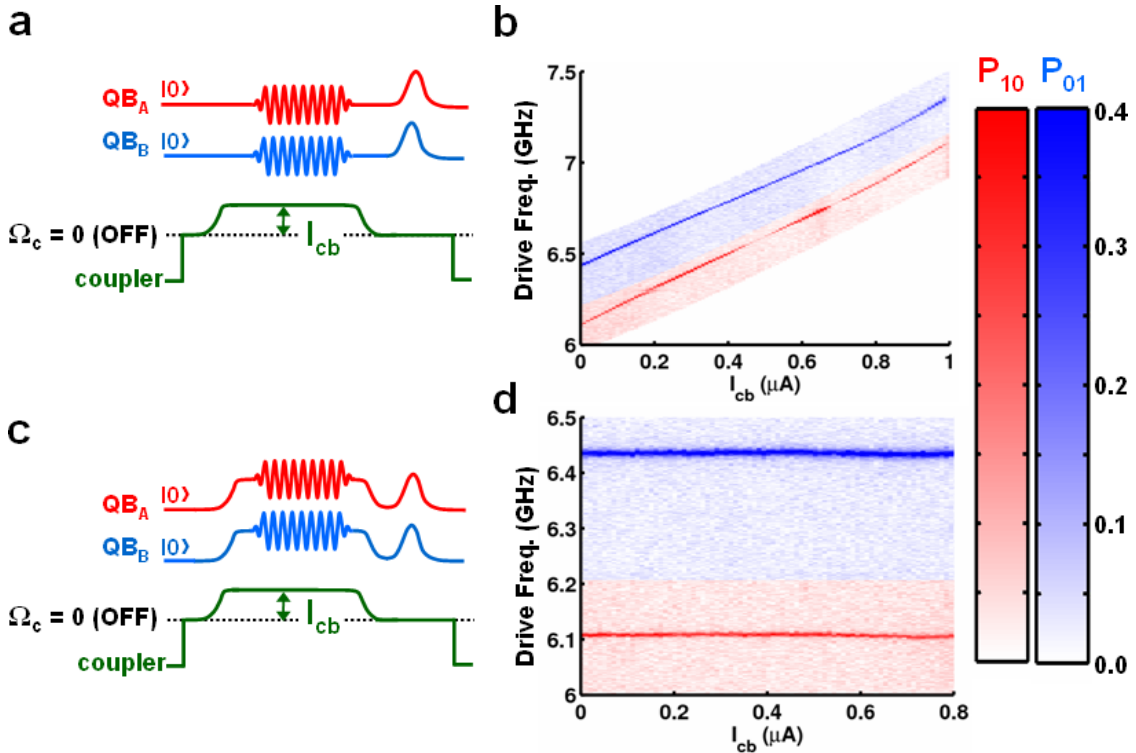 a
QB_A |0⟩
QB_B |0⟩
Ω_c = 0 (OFF)
I_cb
coupler
b
Drive Freq. (GHz)
7.5
7
6.5
6
0 0.2 0.4 0.6 0.8 1
I_cb (μA)
P_10 P_01
0.4
0.3
0.2
0.1
0.0
c
QB_A |0⟩
QB_B |0⟩
Ω_c = 0 (OFF)
I_cb
coupler
d
Drive Freq. (GHz)
6.5
6.4
6.3
6.2
6.1
6
0 0.2 0.4 0.6 0.8
I_cb (μA)